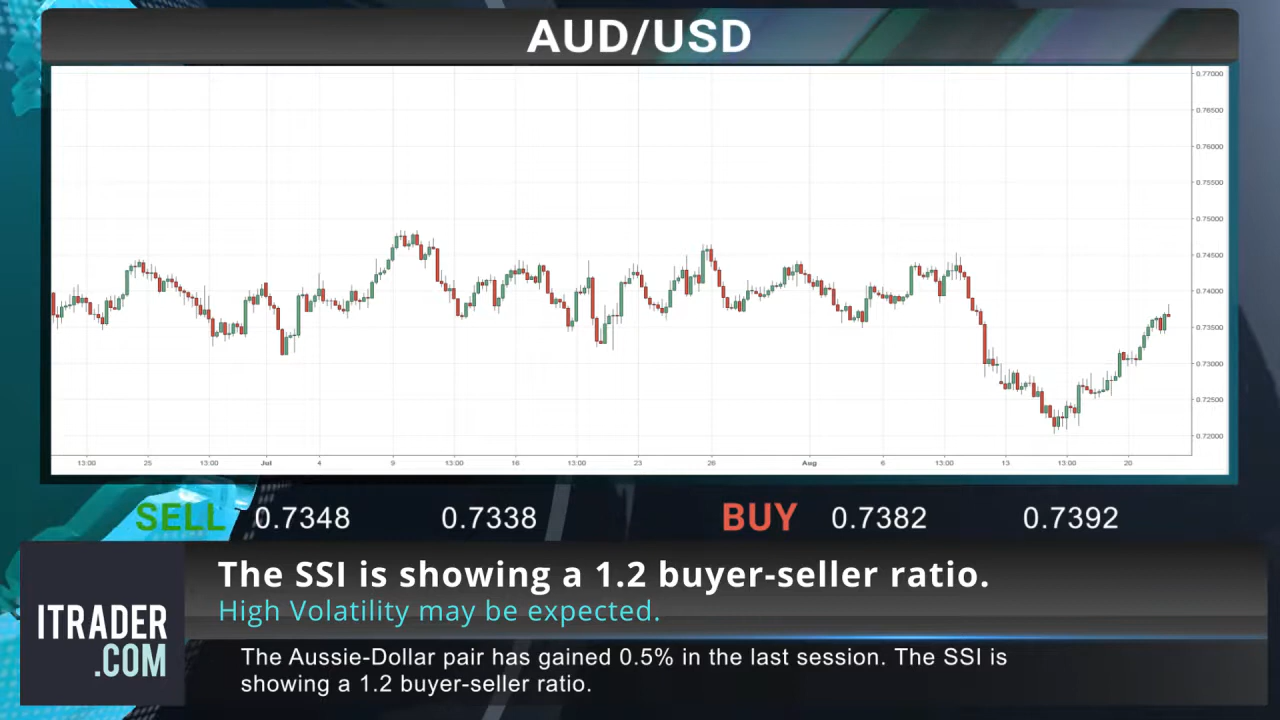 AUD/USD
0.77000
0.76500
0.76000
0.75500
0.75000
0.74500
0.74000
0.73500
0.73000
0.72500
0.72000
13:00 25 13:00 Jul 4 9 13:00 16 13:00 23 26 Aug 6 13:00 13 13:00 20
SELL 0.7348 0.7338 BUY 0.7382 0.7392
The SSI is showing a 1.2 buyer-seller ratio.
High Volatility may be expected.
ITRADER
.COM
The Aussie-Dollar pair has gained 0.5% in the last session. The SSI is
showing a 1.2 buyer-seller ratio.